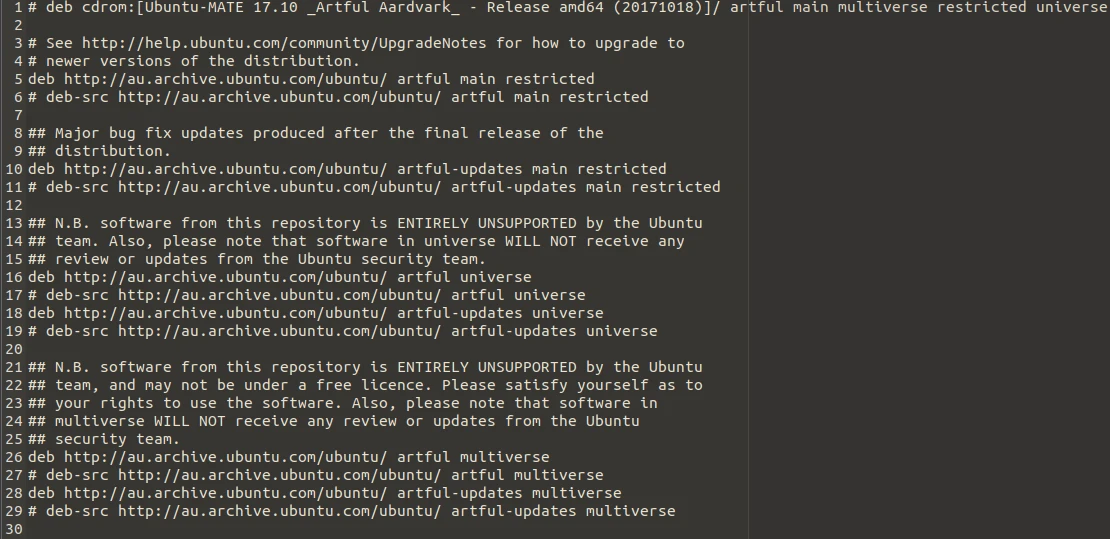 1 # deb cdrom:[Ubuntu-MATE 17.10 _Artful Aardvark_ - Release amd64 (20171018)]/ artful main multiverse restricted universe
2
3 # See http://help.ubuntu.com/community/UpgradeNotes for how to upgrade to
4 # newer versions of the distribution.
5 deb http://au.archive.ubuntu.com/ubuntu/ artful main restricted
6 # deb-src http://au.archive.ubuntu.com/ubuntu/ artful main restricted
7
8 ## Major bug fix updates produced after the final release of the
9 ## distribution.
10 deb http://au.archive.ubuntu.com/ubuntu/ artful-updates main restricted
11 # deb-src http://au.archive.ubuntu.com/ubuntu/ artful-updates main restricted
12
13 ## N.B. software from this repository is ENTIRELY UNSUPPORTED by the Ubuntu
14 ## team. Also, please note that software in universe WILL NOT receive any
15 ## review or updates from the Ubuntu security team.
16 deb http://au.archive.ubuntu.com/ubuntu/ artful universe
17 # deb-src http://au.archive.ubuntu.com/ubuntu/ artful universe
18 deb http://au.archive.ubuntu.com/ubuntu/ artful-updates universe
19 # deb-src http://au.archive.ubuntu.com/ubuntu/ artful-updates universe
20
21 ## N.B. software from this repository is ENTIRELY UNSUPPORTED by the Ubuntu
22 ## team, and may not be under a free licence. Please satisfy yourself as to
23 ## your rights to use the software. Also, please note that software in
24 ## multiverse WILL NOT receive any review or updates from the Ubuntu
25 ## security team.
26 deb http://au.archive.ubuntu.com/ubuntu/ artful multiverse
27 # deb-src http://au.archive.ubuntu.com/ubuntu/ artful multiverse
28 deb http://au.archive.ubuntu.com/ubuntu/ artful-updates multiverse
29 # deb-src http://au.archive.ubuntu.com/ubuntu/ artful-updates multiverse
30